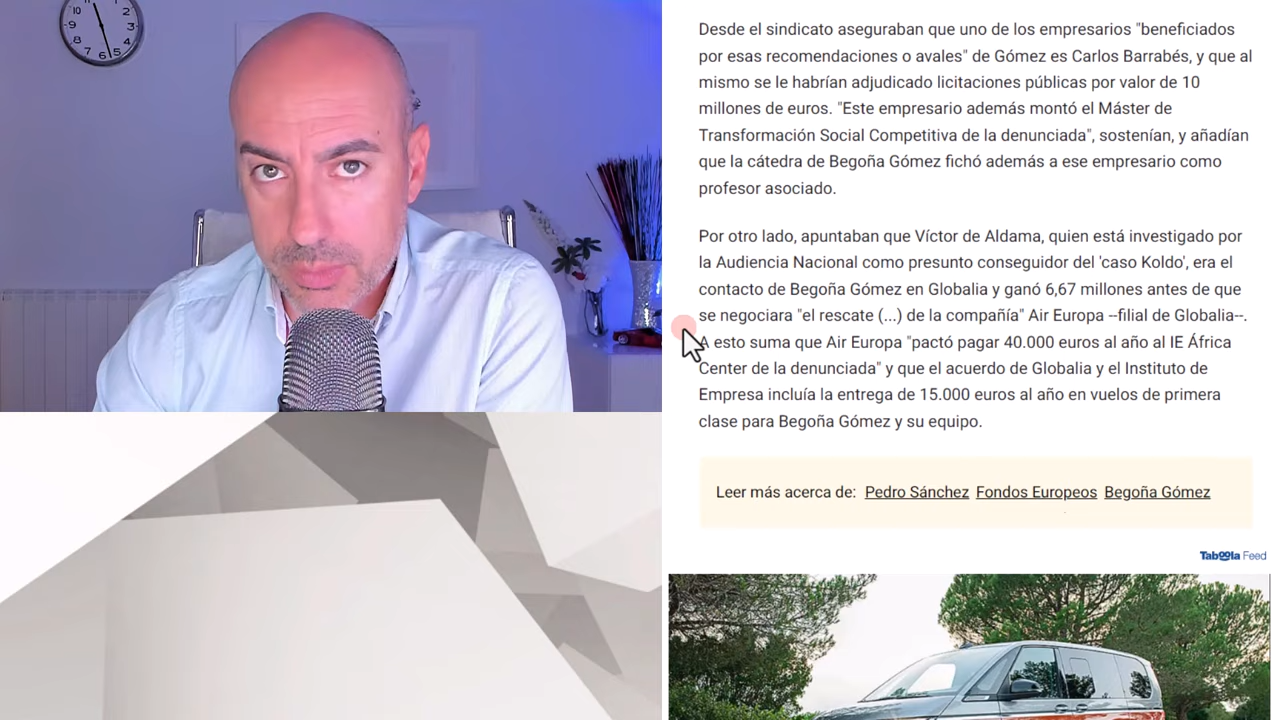 Desde el sindicato aseguraban que uno de los empresarios "beneficiados
por esas recomendaciones o avales" de Gómez es Carlos Barrabés, y que al
mismo se le habrían adjudicado licitaciones públicas por valor de 10
millones de euros. "Este empresario además montó el Máster de
Transformación Social Competitiva de la denunciada", sostenían, y añadían
que la cátedra de Begoña Gómez fichó además a ese empresario como
profesor asociado.
Por otro lado, apuntaban que Víctor de Aldama, quien está investigado por
la Audiencia Nacional como presunto conseguidor del 'caso Koldo', era el
contacto de Begoña Gómez en Globalia y ganó 6,67 millones antes de que
se negociara "el rescate (...) de la compañía" Air Europa --filial de Globalia--.
A esto suma que Air Europa "pactó pagar 40.000 euros al año al IE África
Center de la denunciada" y que el acuerdo de Globalia y el Instituto de
Empresa incluía la entrega de 15.000 euros al año en vuelos de primera
clase para Begoña Gómez y su equipo.
Leer más acerca de: Pedro Sánchez Fondos Europeos Begoña Gómez
Taboola Feed